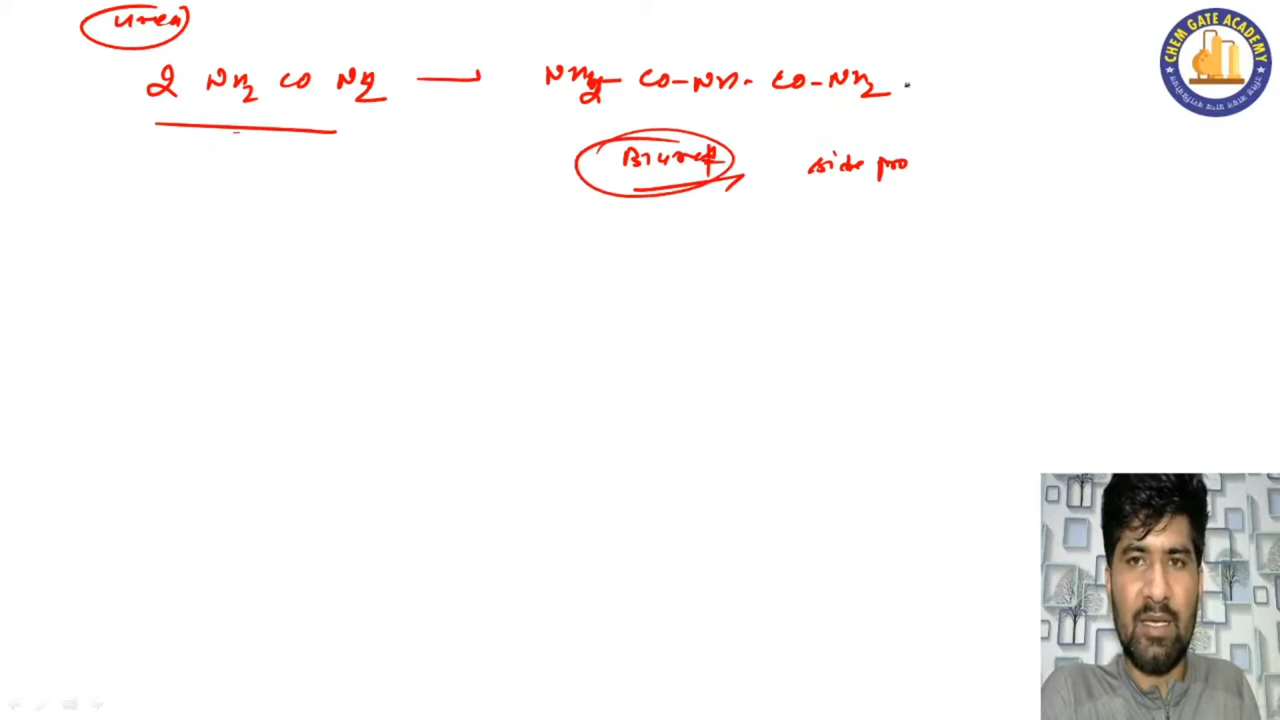 Urea
2 NH2 CO NH2 → NH2 - CO - NH - CO - NH2
Biuret side pro
CHEM GATE ACADEMY